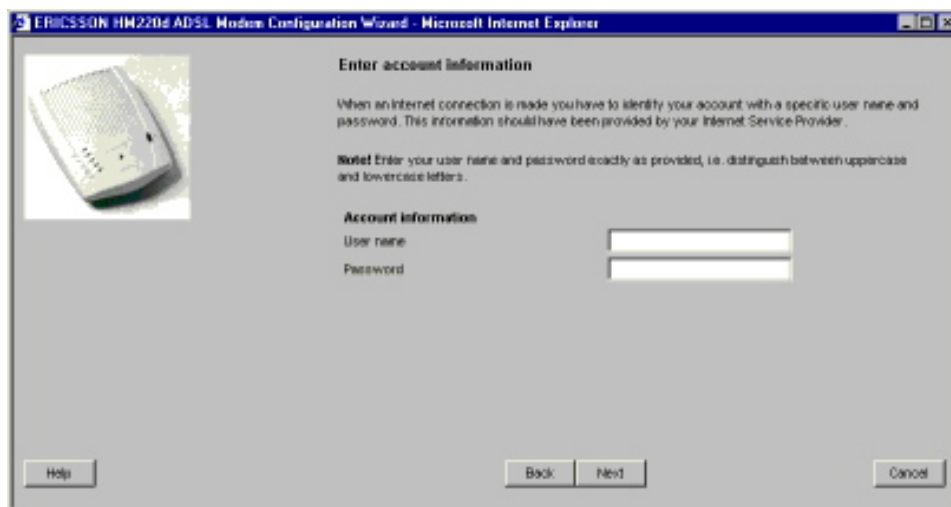 ERICSSON HM220d ADSL Modem Configuration Wizard - Microsoft Internet Explorer
Enter account information
When an Internet connection is made you have to identify your account with a specific user name and
password. This information should have been provided by your Internet Service Provider.
Note! Enter your user name and password exactly as provided, i.e. distinguish between uppercase
and lowercase letters.
Account information
User name
Password
Help
Back
Next
Cancel